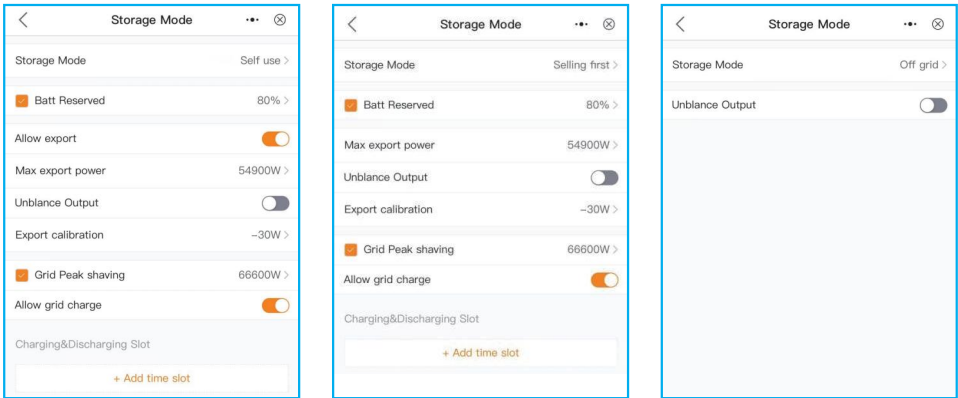 Storage Mode
Storage Mode Self use >
Batt Reserved 80% >
Allow export
Max export power 54900W >
Unblance Output
Export calibration -30W >
Grid Peak shaving 66600W >
Allow grid charge
Charging&Discharging Slot
+ Add time slot
Storage Mode
Storage Mode Selling first >
Batt Reserved 80% >
Max export power 54900W >
Unblance Output
Export calibration -30W >
Grid Peak shaving 66600W >
Allow grid charge
Charging&Discharging Slot
+ Add time slot
Storage Mode
Storage Mode Off grid >
Unblance Output